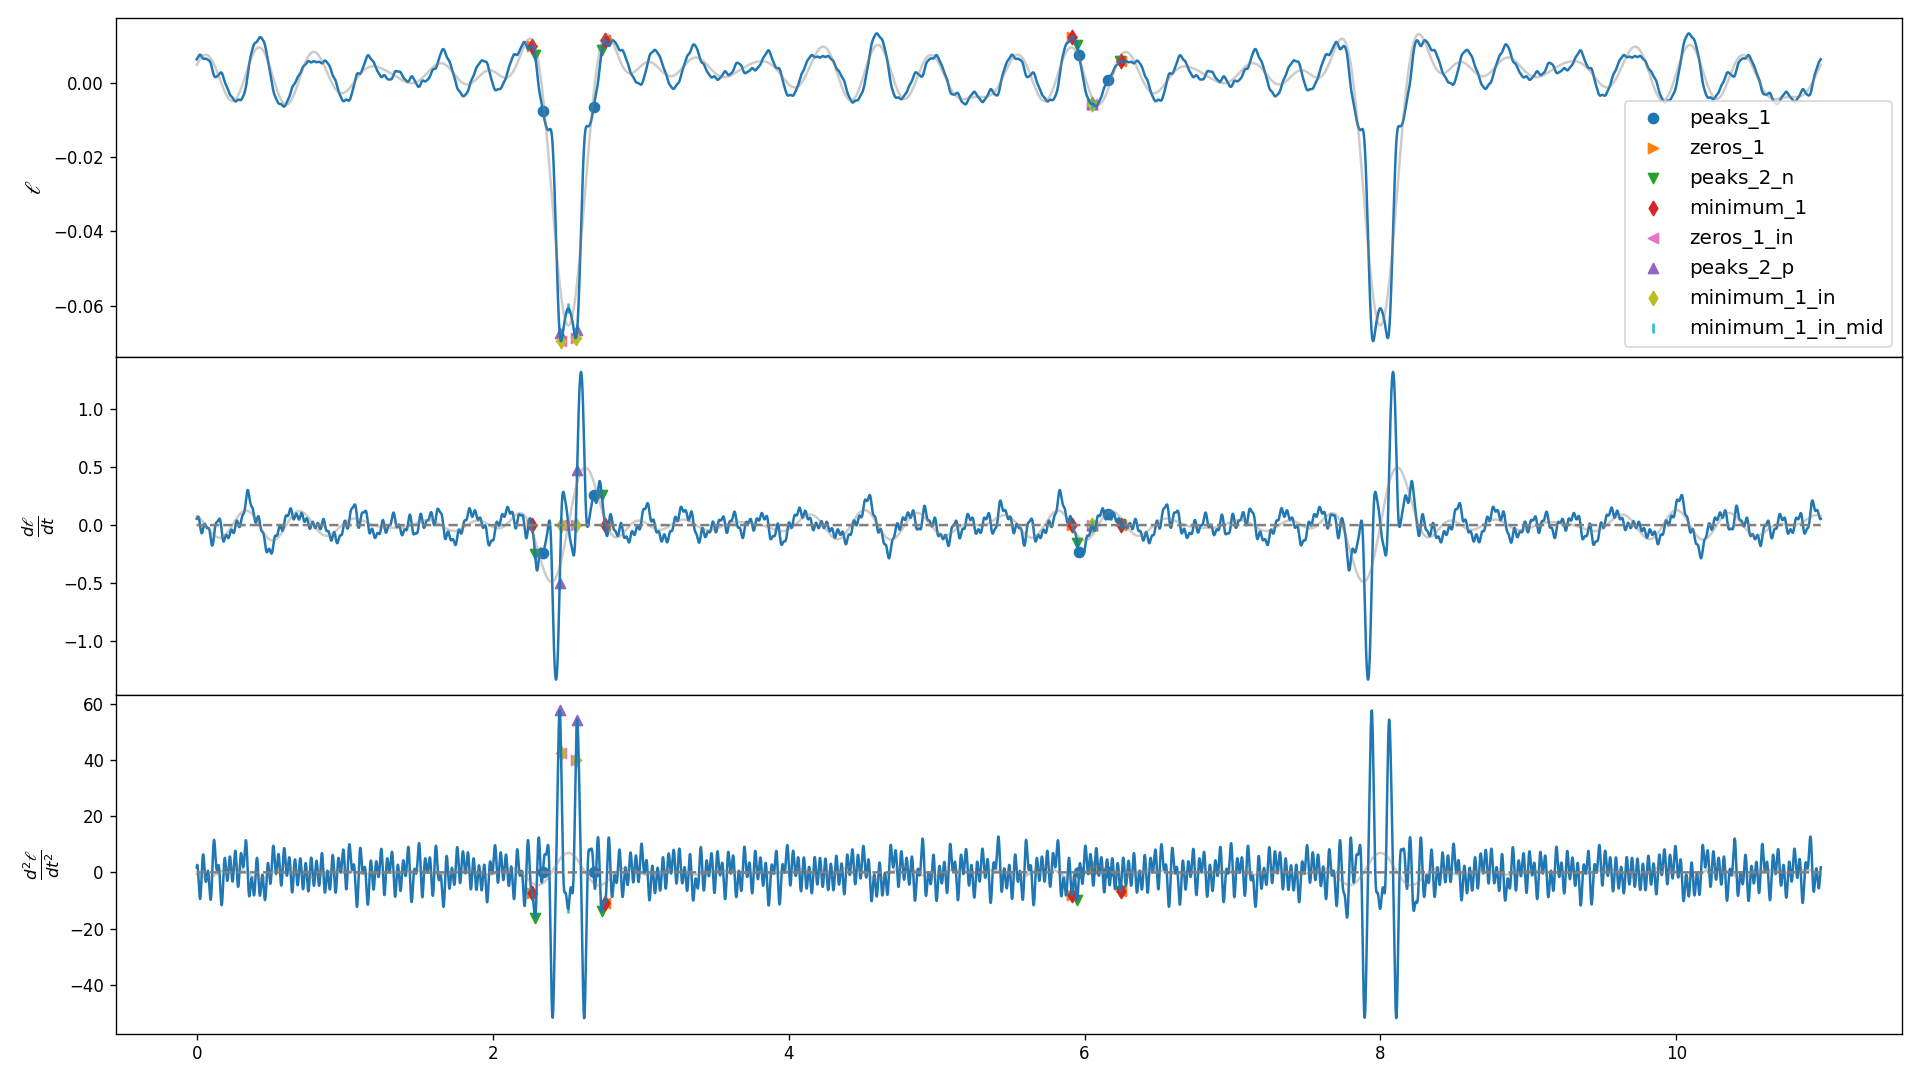 0.00
−0.02
−0.04
−0.06
ℓ
peaks_1
zeros_1
peaks_2_n
minimum_1
zeros_1_in
peaks_2_p
minimum_1_in
minimum_1_in_mid
1.0
0.5
0.0
−0.5
−1.0
dℓ/dt
60
40
20
0
−20
−40
d²ℓ/dt²
0 2 4 6 8 10